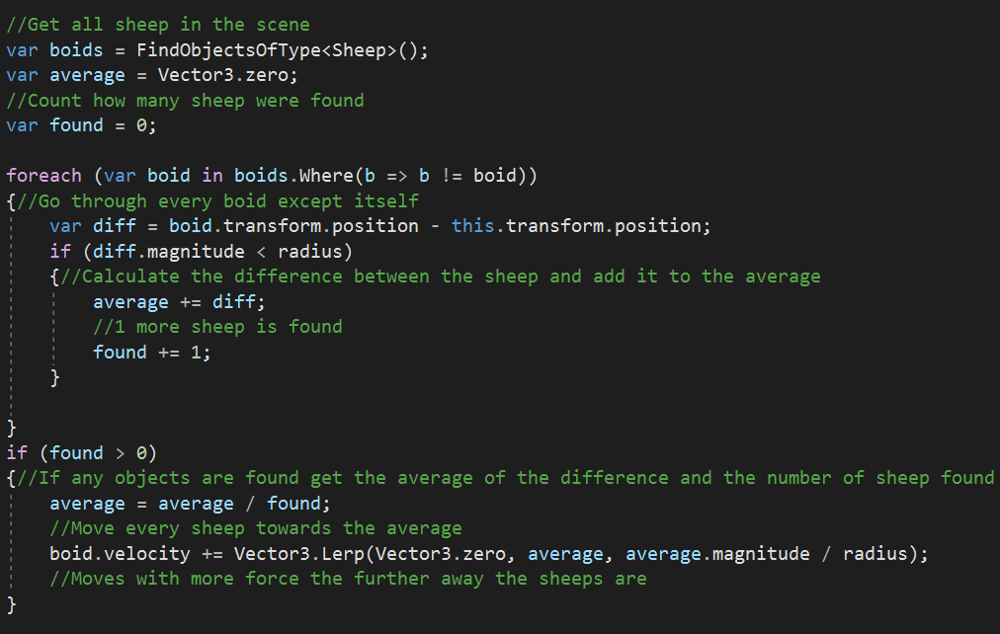 //Get all sheep in the scene
var boids = FindObjectsOfType<Sheep>();
var average = Vector3.zero;
//Count how many sheep were found
var found = 0;

foreach (var boid in boids.Where(b => b != boid))
{//Go through every boid except itself
    var diff = boid.transform.position - this.transform.position;
    if (diff.magnitude < radius)
    {//Calculate the difference between the sheep and add it to the average
        average += diff;
        //1 more sheep is found
        found += 1;
    }

}
if (found > 0)
{//If any objects are found get the average of the difference and the number of sheep found
    average = average / found;
    //Move every sheep towards the average
    boid.velocity += Vector3.Lerp(Vector3.zero, average, average.magnitude / radius);
    //Moves with more force the further away the sheeps are
}